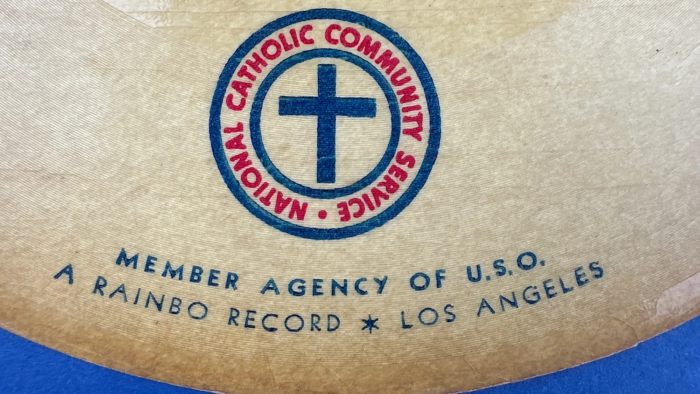 NATIONAL CATHOLIC COMMUNITY SERVICE •
MEMBER AGENCY OF U.S.O.
A RAINBO RECORD * LOS ANGELES